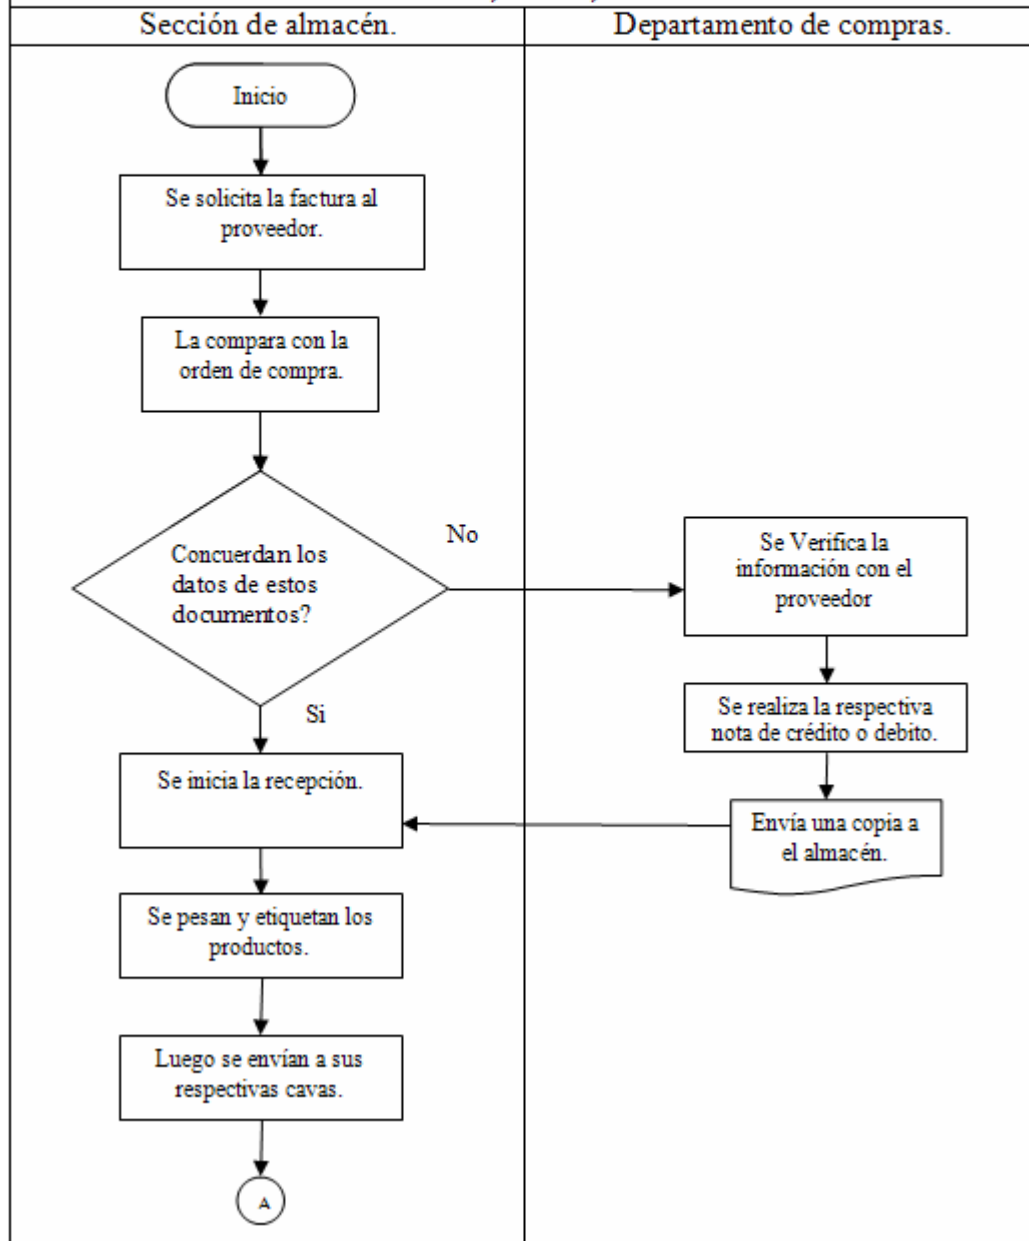 Sección de almacén.
Departamento de compras.
Inicio
Se solicita la factura al
proveedor.
La compara con la
orden de compra.
Concuerdan los
datos de estos
documentos?
No
Si
Se Verifica la
información con el
proveedor
Se realiza la respectiva
nota de crédito o debito.
Envía una copia a
el almacén.
Se inicia la recepción.
Se pesan y etiquetan los
productos.
Luego se envían a sus
respectivas cavas.
A